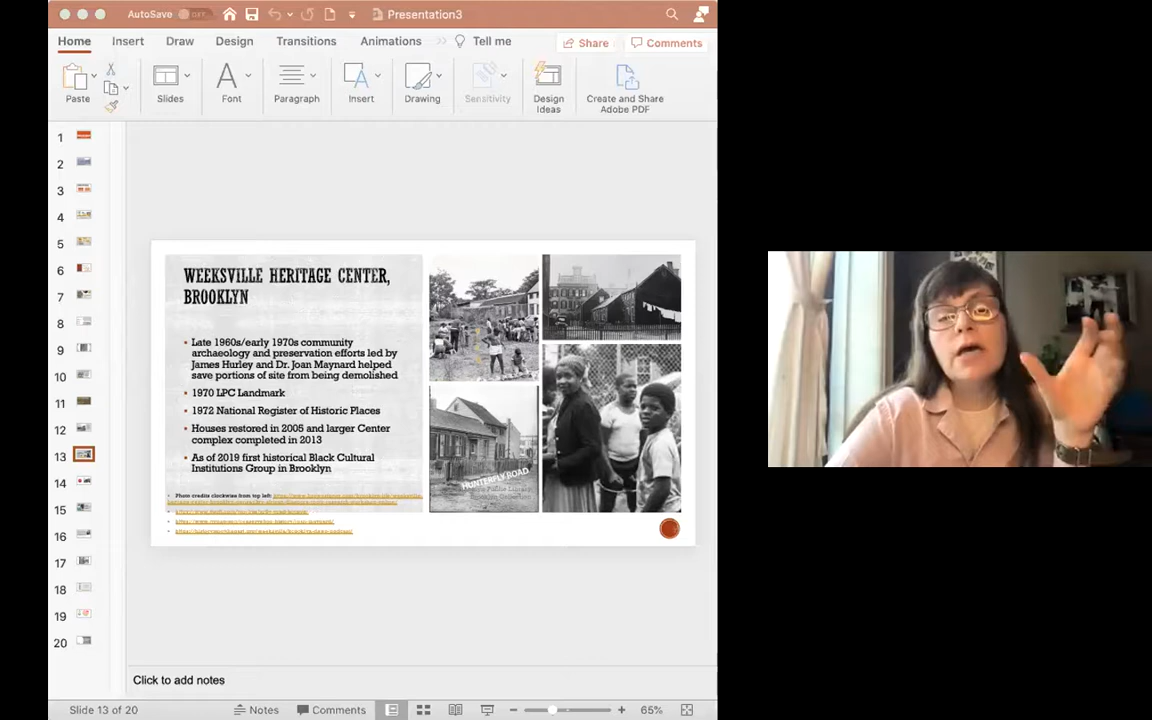 AutoSave OFF Presentation3
Home Insert Draw Design Transitions Animations Tell me Share Comments
Paste Slides Font Paragraph Insert Drawing Sensitivity Design Ideas Create and Share Adobe PDF
1
2
3
4
5
6
7
8
9
10
11
12
13
14
15
16
17
18
19
20
WEEKSVILLE HERITAGE CENTER,
BROOKLYN
• Late 1960s/early 1970s community
archaeology and preservation efforts led by
James Hurley and Dr. Joan Maynard helped
save portions of site from being demolished
• 1970 LPC Landmark
• 1972 National Register of Historic Places
• Houses restored in 2005 and larger Center
complex completed in 2013
• As of 2019 first historical Black Cultural
Institutions Group in Brooklyn
• Photo credits clockwise from top left:
HUNTERFLY ROAD
Click to add notes
Slide 13 of 20 Notes Comments 65%